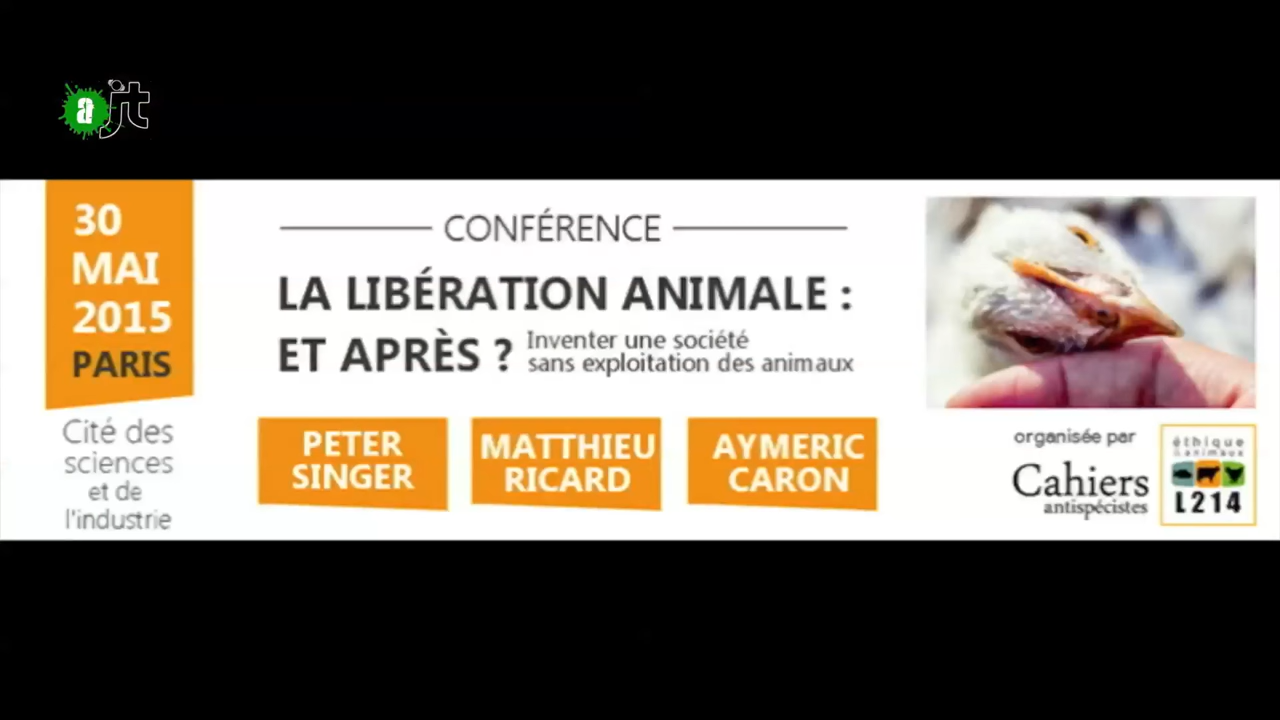 a jt
30
MAI
2015
PARIS
Cité des
sciences
et de
l'industrie
CONFÉRENCE
LA LIBÉRATION ANIMALE :
ET APRÈS ?
Inventer une société
sans exploitation des animaux
PETER
SINGER
MATTHIEU
RICARD
AYMERIC
CARON
organisée par
Cahiers
antispécistes
éthique
&animaux
L214